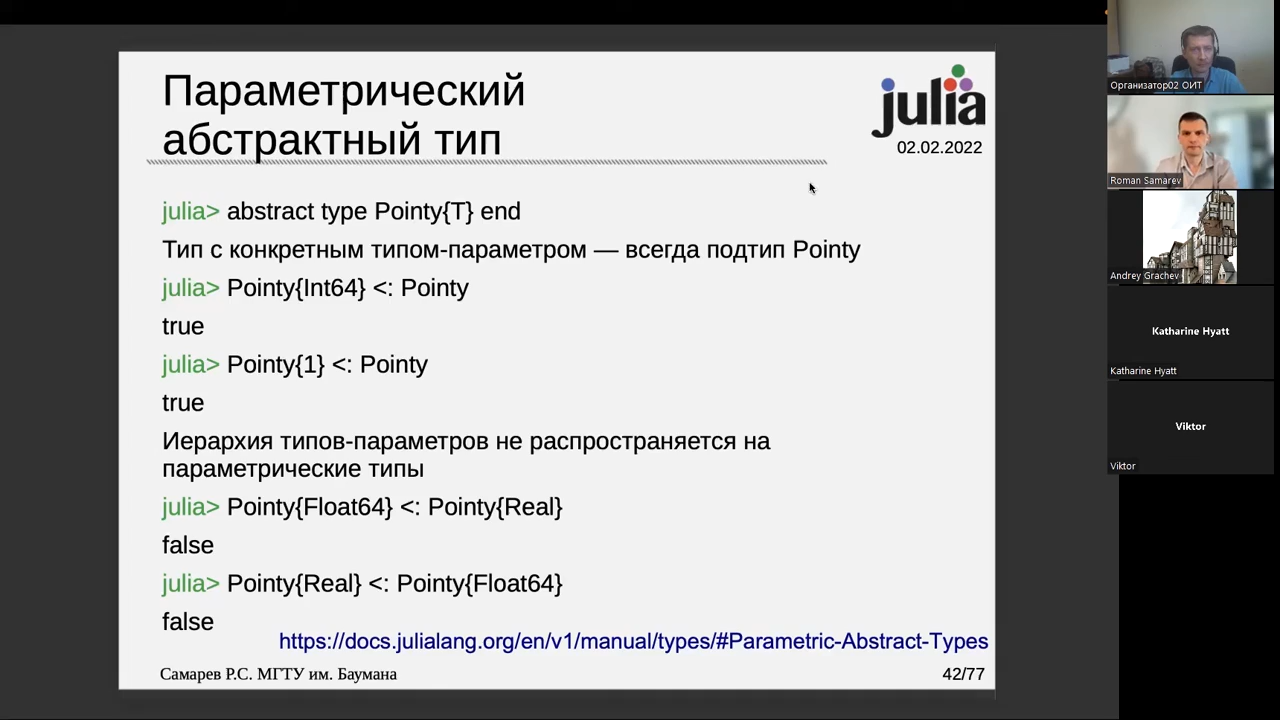 Параметрический
абстрактный тип
julia
02.02.2022
julia> abstract type Pointy{T} end
Тип с конкретным типом-параметром — всегда подтип Pointy
julia> Pointy{Int64} <: Pointy
true
julia> Pointy{1} <: Pointy
true
Иерархия типов-параметров не распространяется на
параметрические типы
julia> Pointy{Float64} <: Pointy{Real}
false
julia> Pointy{Real} <: Pointy{Float64}
false
https://docs.julialang.org/en/v1/manual/types/#Parametric-Abstract-Types
Самарев Р.С. МГТУ им. Баумана
42/77
Организатор02 ОИТ
Roman Samarev
Andrey Grachev
Katharine Hyatt
Katharine Hyatt
Viktor
Viktor